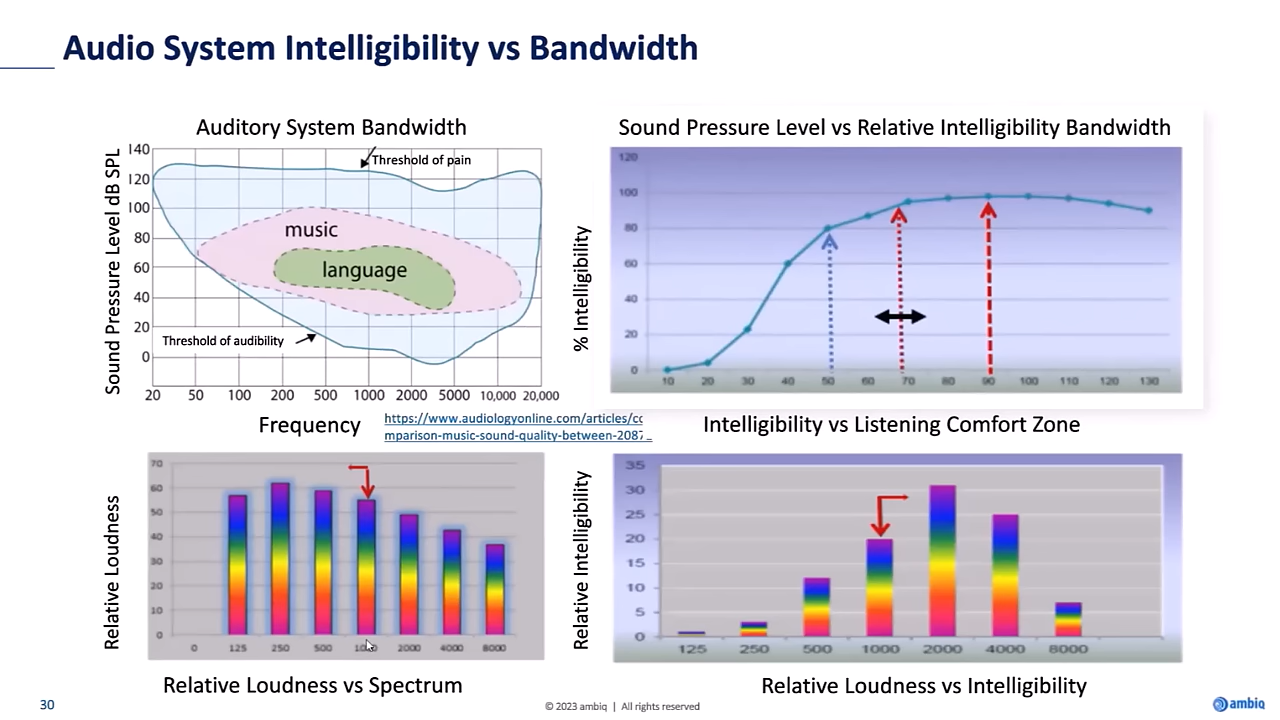 Audio System Intelligibility vs Bandwidth
Auditory System Bandwidth
Sound Pressure Level dB SPL
140
120
100
80
60
40
20
0
Threshold of pain
music
language
Threshold of audibility
20 50 100 200 500 1000 2000 5000 10,000 20,000
Frequency
https://www.audiologyonline.com/articles/co
mparison-music-sound-quality-between-2087
Sound Pressure Level vs Relative Intelligibility Bandwidth
% Intelligibility
120
100
80
60
40
20
0
10 20 30 40 50 60 70 80 90 100 110 120 130
Intelligibility vs Listening Comfort Zone
Relative Loudness
70
60
50
40
30
20
10
0
0 125 250 500 2000 4000 8000
Relative Loudness vs Spectrum
Relative Intelligibility
35
30
25
20
15
10
5
0
125 250 500 1000 2000 4000 8000
Relative Loudness vs Intelligibility
30
© 2023 ambiq | All rights reserved
ambiq